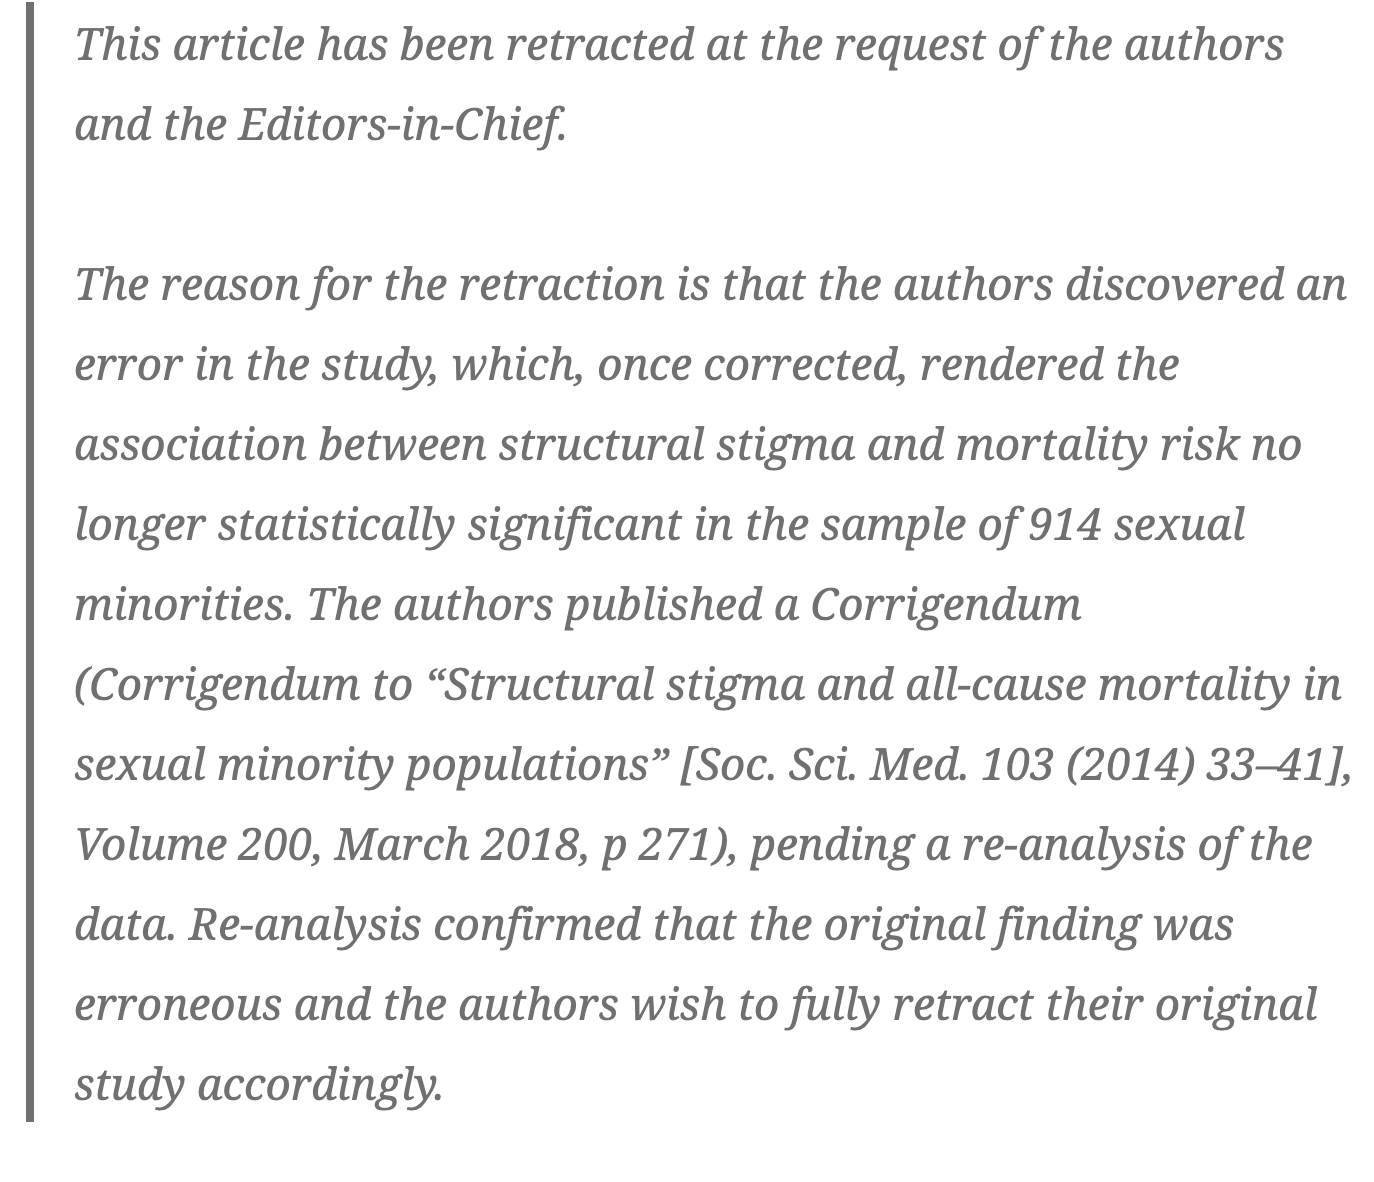 This article has been retracted at the request of the authors
and the Editors-in-Chief.
The reason for the retraction is that the authors discovered an
error in the study, which, once corrected, rendered the
association between structural stigma and mortality risk no
longer statistically significant in the sample of 914 sexual
minorities. The authors published a Corrigendum
(Corrigendum to “Structural stigma and all-cause mortality in
sexual minority populations” [Soc. Sci. Med. 103 (2014) 33–41],
Volume 200, March 2018, p 271), pending a re-analysis of the
data. Re-analysis confirmed that the original finding was
erroneous and the authors wish to fully retract their original
study accordingly.